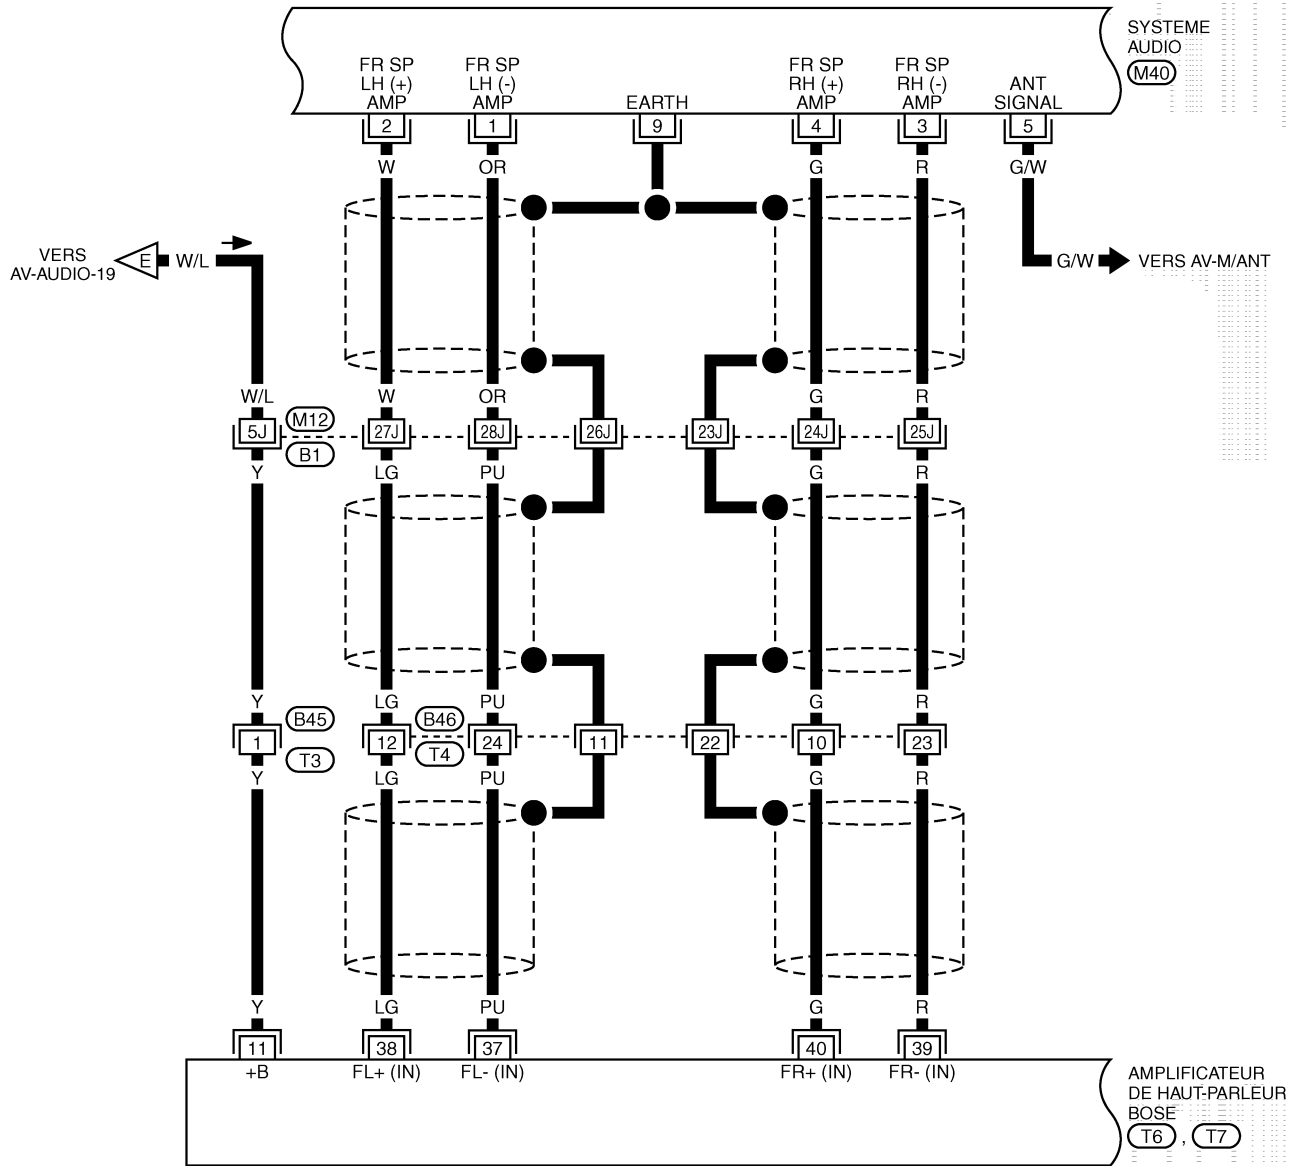 SYSTEME
AUDIO
M40
FR SP
LH (+)
AMP
FR SP
LH (-)
AMP
EARTH
FR SP
RH (+)
AMP
FR SP
RH (-)
AMP
ANT
SIGNAL
2 1 9 4 3 5
W OR G R G/W
VERS
AV-AUDIO-19
E W/L
G/W VERS AV-M/ANT
W/L W OR G R
M12
5J 27J 28J 26J 23J 24J 25J
B1
Y LG PU G R
Y LG PU G R
B45 B46
1 12 24 11 22 10 23
T3 T4
Y LG PU G R
Y LG PU G R
11 38 37 40 39
+B FL+ (IN) FL- (IN) FR+ (IN) FR- (IN)
AMPLIFICATEUR
DE HAUT-PARLEUR
BOSE
T6 , T7